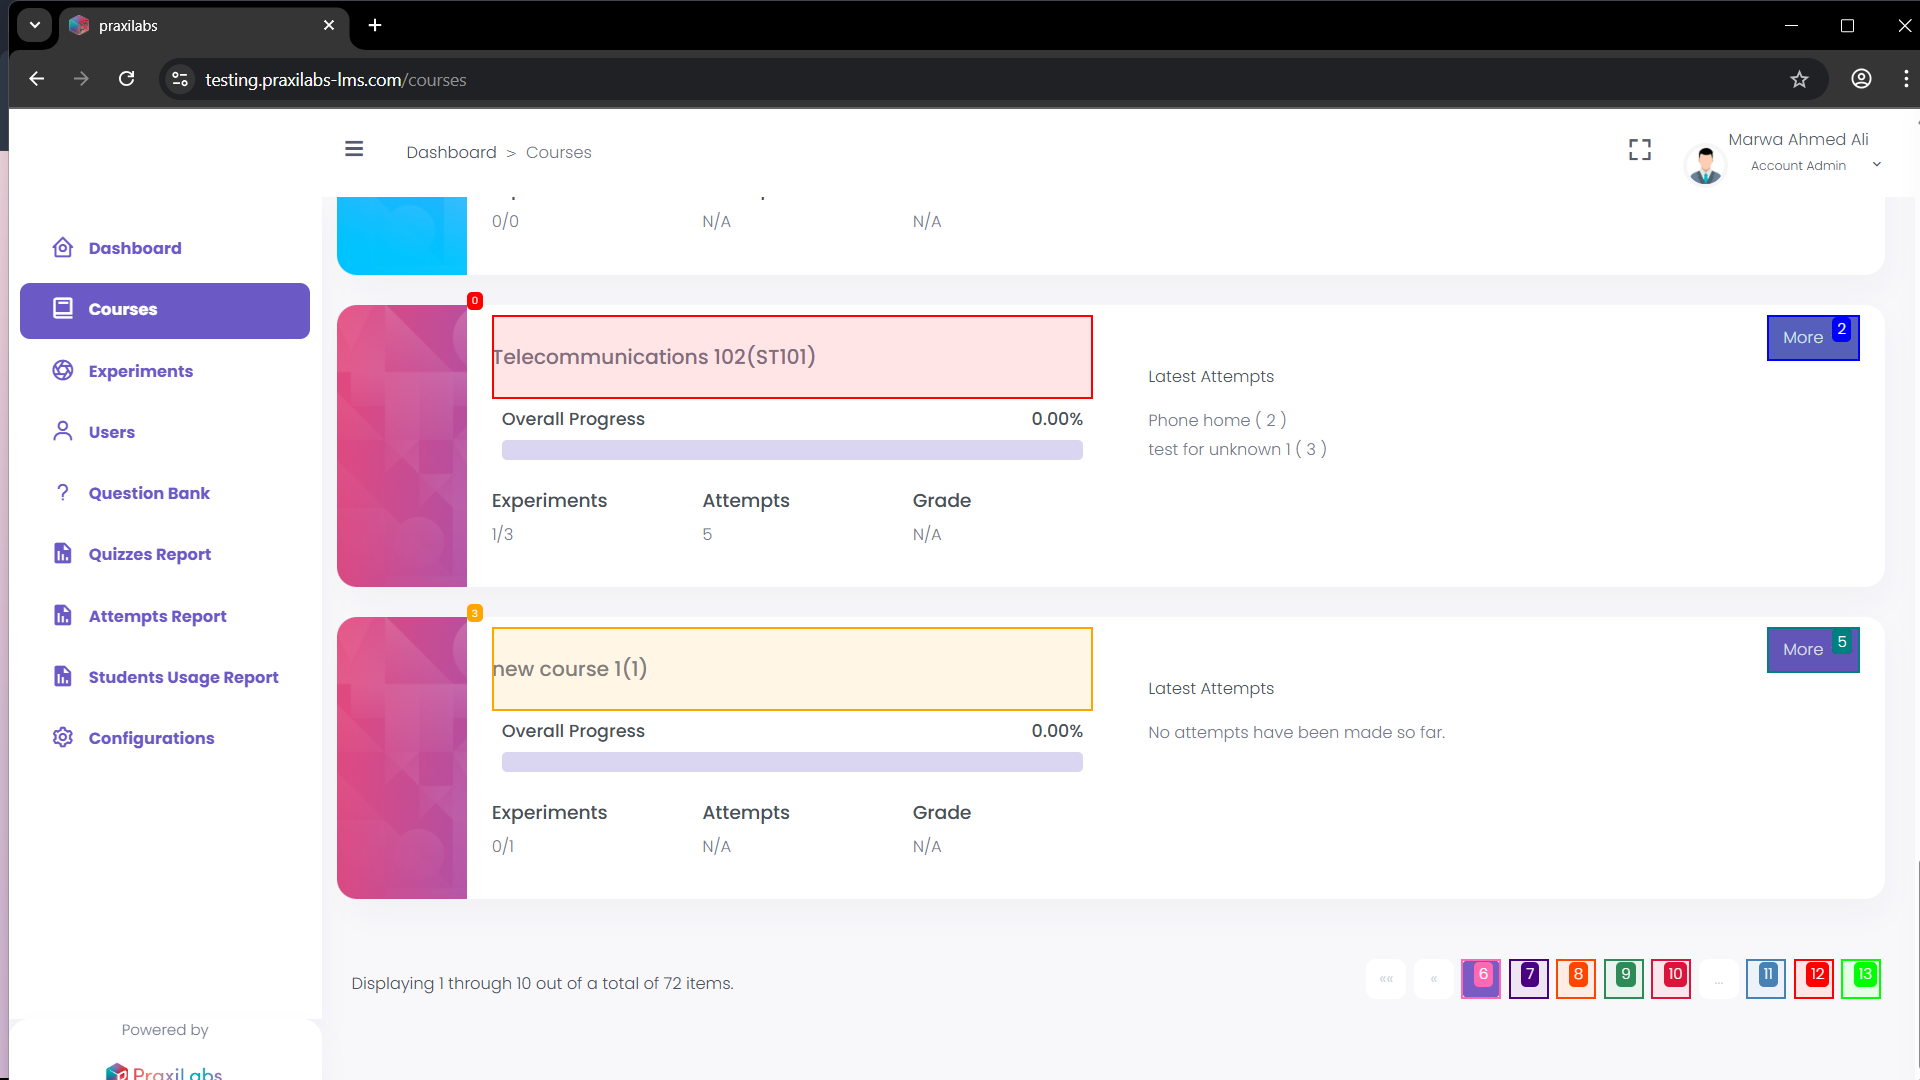 praxilabs
testing.praxilabs-lms.com/courses
Dashboard > Courses
Marwa Ahmed Ali
Account Admin
Dashboard
Courses
Experiments
Users
Question Bank
Quizzes Report
Attempts Report
Students Usage Report
Configurations
Powered by
PraxiLabs
0/0 N/A N/A
0
Telecommunications 102(ST101)
More 2
Overall Progress 0.00%
Latest Attempts
Phone home ( 2 )
test for unknown 1 ( 3 )
Experiments Attempts Grade
1/3 5 N/A
3
new course 1(1)
More 5
Overall Progress 0.00%
Latest Attempts
No attempts have been made so far.
Experiments Attempts Grade
0/1 N/A N/A
Displaying 1 through 10 out of a total of 72 items.
«« « 6 7 8 9 10 ... 11 12 13